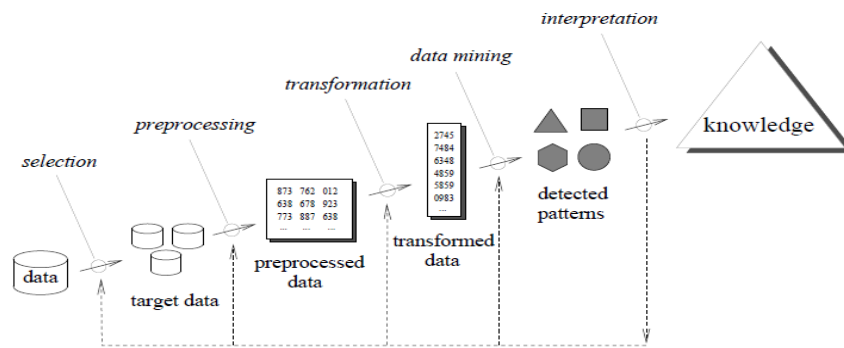 interpretation
data mining
transformation
preprocessing
selection
data
target data
873 762 012
638 678 923
773 887 638
.... .... ....
preprocessed
data
2745
7484
6348
4859
5859
0983
...
transformed
data
detected
patterns
knowledge